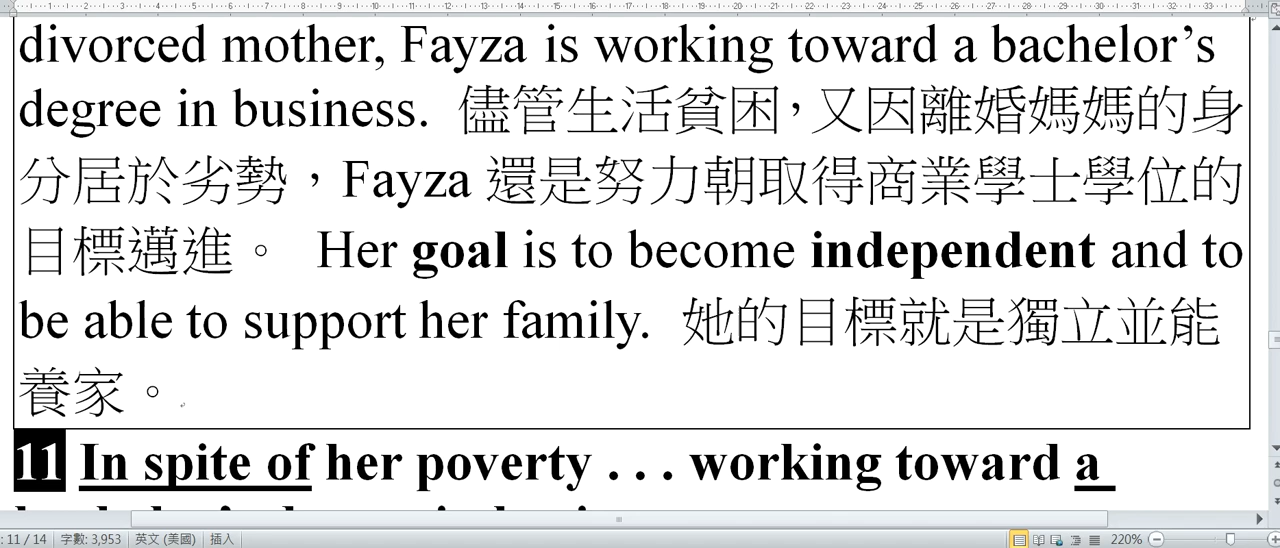 divorced mother, Fayza is working toward a bachelor’s
degree in business. 儘管生活貧困，又因離婚媽媽的身
分居於劣勢，Fayza 還是努力朝取得商業學士學位的
目標邁進。 Her goal is to become independent and to
be able to support her family. 她的目標就是獨立並能
養家。
11 In spite of her poverty . . . working toward a
: 11 / 14 字數: 3,953 英文 (美國) 插入 220%